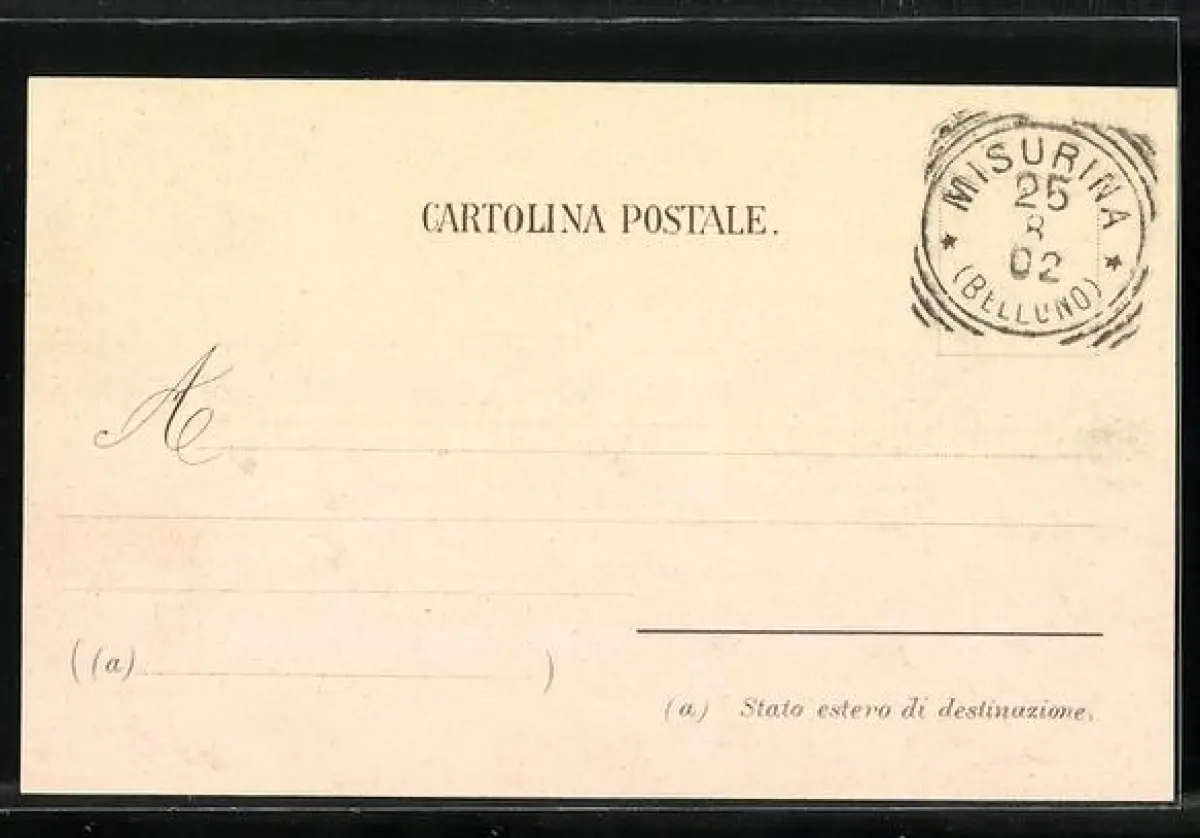 CARTOLINA POSTALE.
MISURINA
25
8
02
(BELLUNO)
A
((a) )
(a) Stato estero di destinazione.